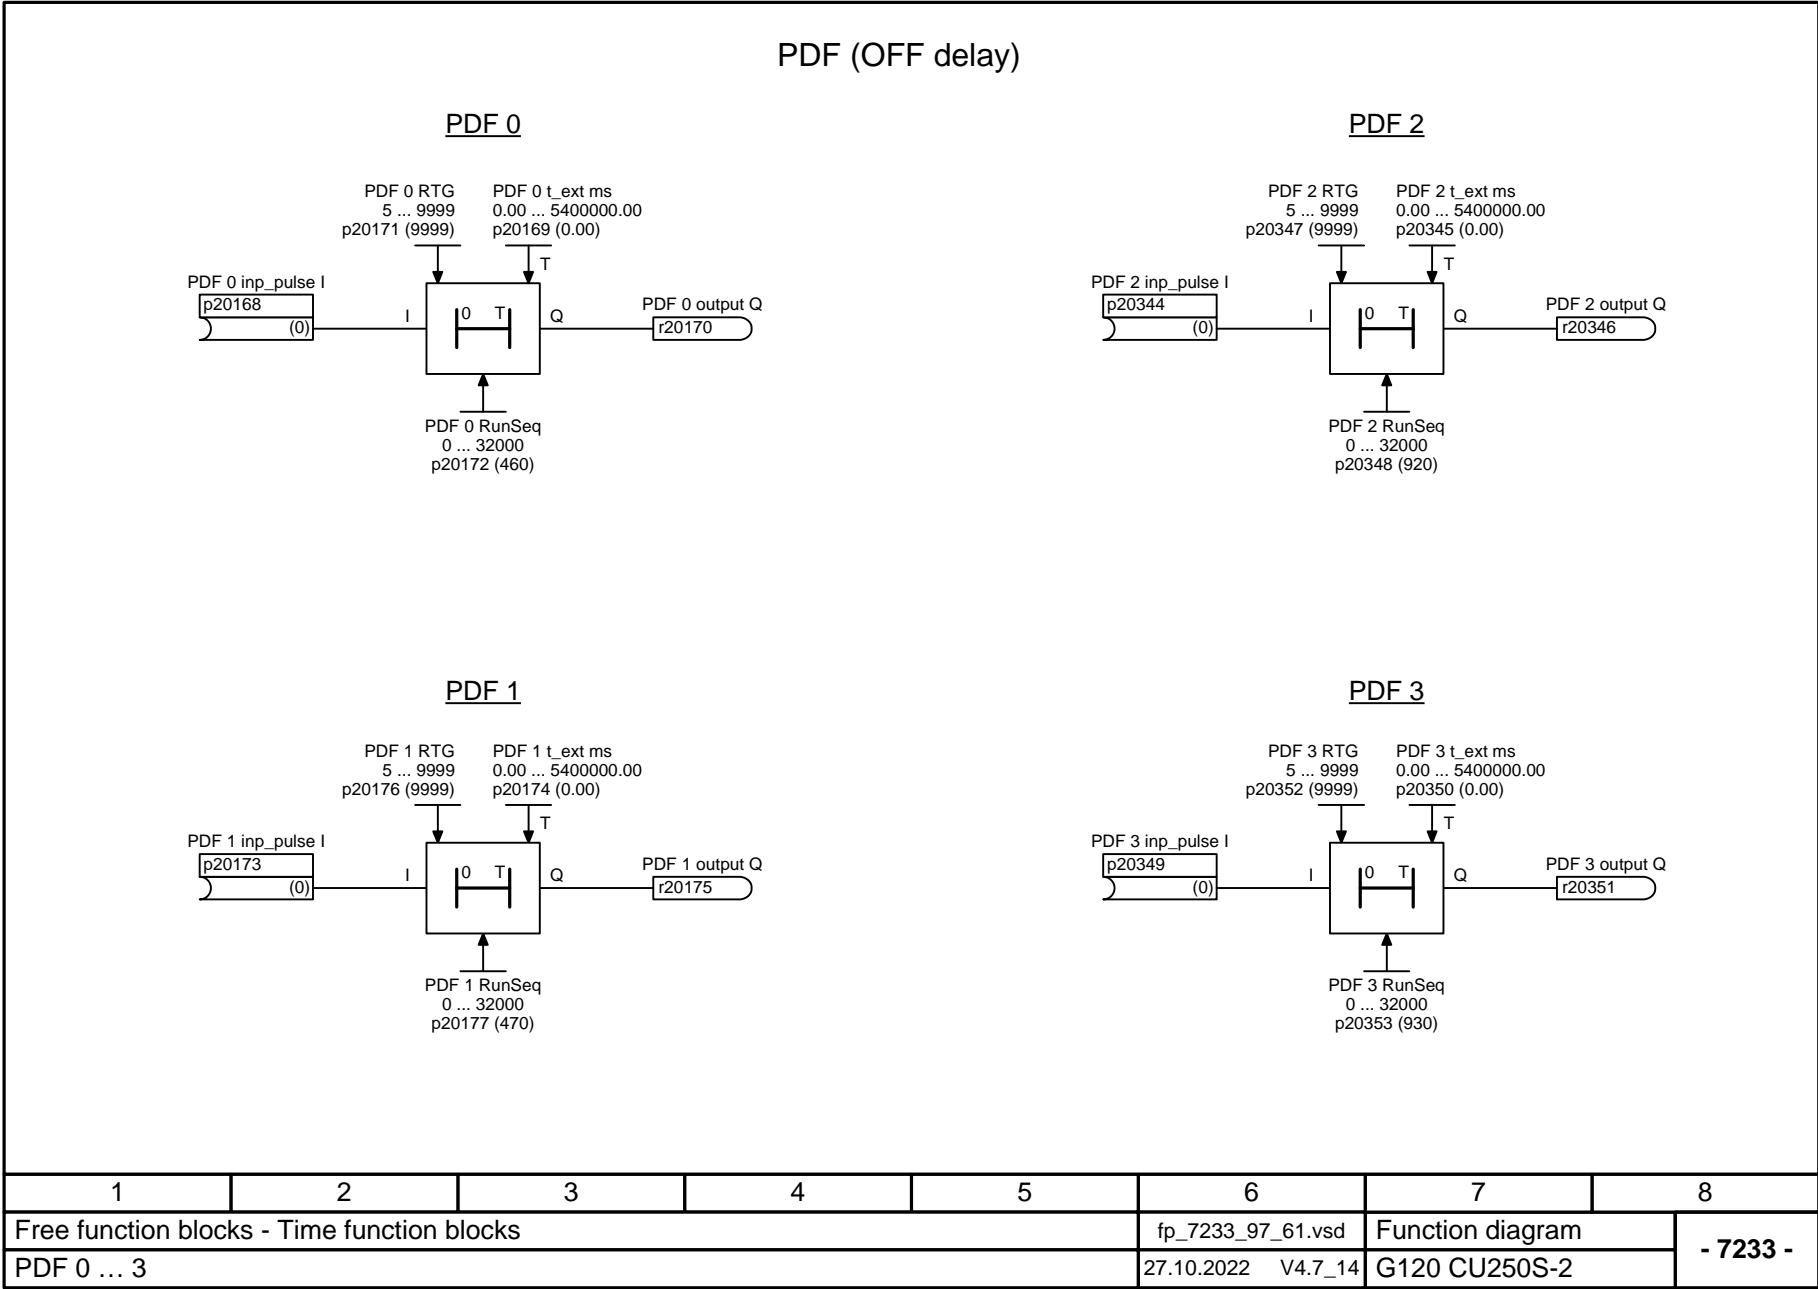 PDF (OFF delay)
PDF 0
PDF 0 RTG
5 ... 9999
p20171 (9999)
PDF 0 t_ext ms
0.00 ... 5400000.00
p20169 (0.00)
T
PDF 0 inp_pulse I
p20168
(0)
I
0 T
Q
PDF 0 output Q
r20170
PDF 0 RunSeq
0 ... 32000
p20172 (460)
PDF 2
PDF 2 RTG
5 ... 9999
p20347 (9999)
PDF 2 t_ext ms
0.00 ... 5400000.00
p20345 (0.00)
T
PDF 2 inp_pulse I
p20344
(0)
I
0 T
Q
PDF 2 output Q
r20346
PDF 2 RunSeq
0 ... 32000
p20348 (920)
PDF 1
PDF 1 RTG
5 ... 9999
p20176 (9999)
PDF 1 t_ext ms
0.00 ... 5400000.00
p20174 (0.00)
T
PDF 1 inp_pulse I
p20173
(0)
I
0 T
Q
PDF 1 output Q
r20175
PDF 1 RunSeq
0 ... 32000
p20177 (470)
PDF 3
PDF 3 RTG
5 ... 9999
p20352 (9999)
PDF 3 t_ext ms
0.00 ... 5400000.00
p20350 (0.00)
T
PDF 3 inp_pulse I
p20349
(0)
I
0 T
Q
PDF 3 output Q
r20351
PDF 3 RunSeq
0 ... 32000
p20353 (930)
1 2 3 4 5 6 7 8
Free function blocks - Time function blocks
fp_7233_97_61.vsd
Function diagram
- 7233 -
PDF 0 … 3
27.10.2022 V4.7_14
G120 CU250S-2